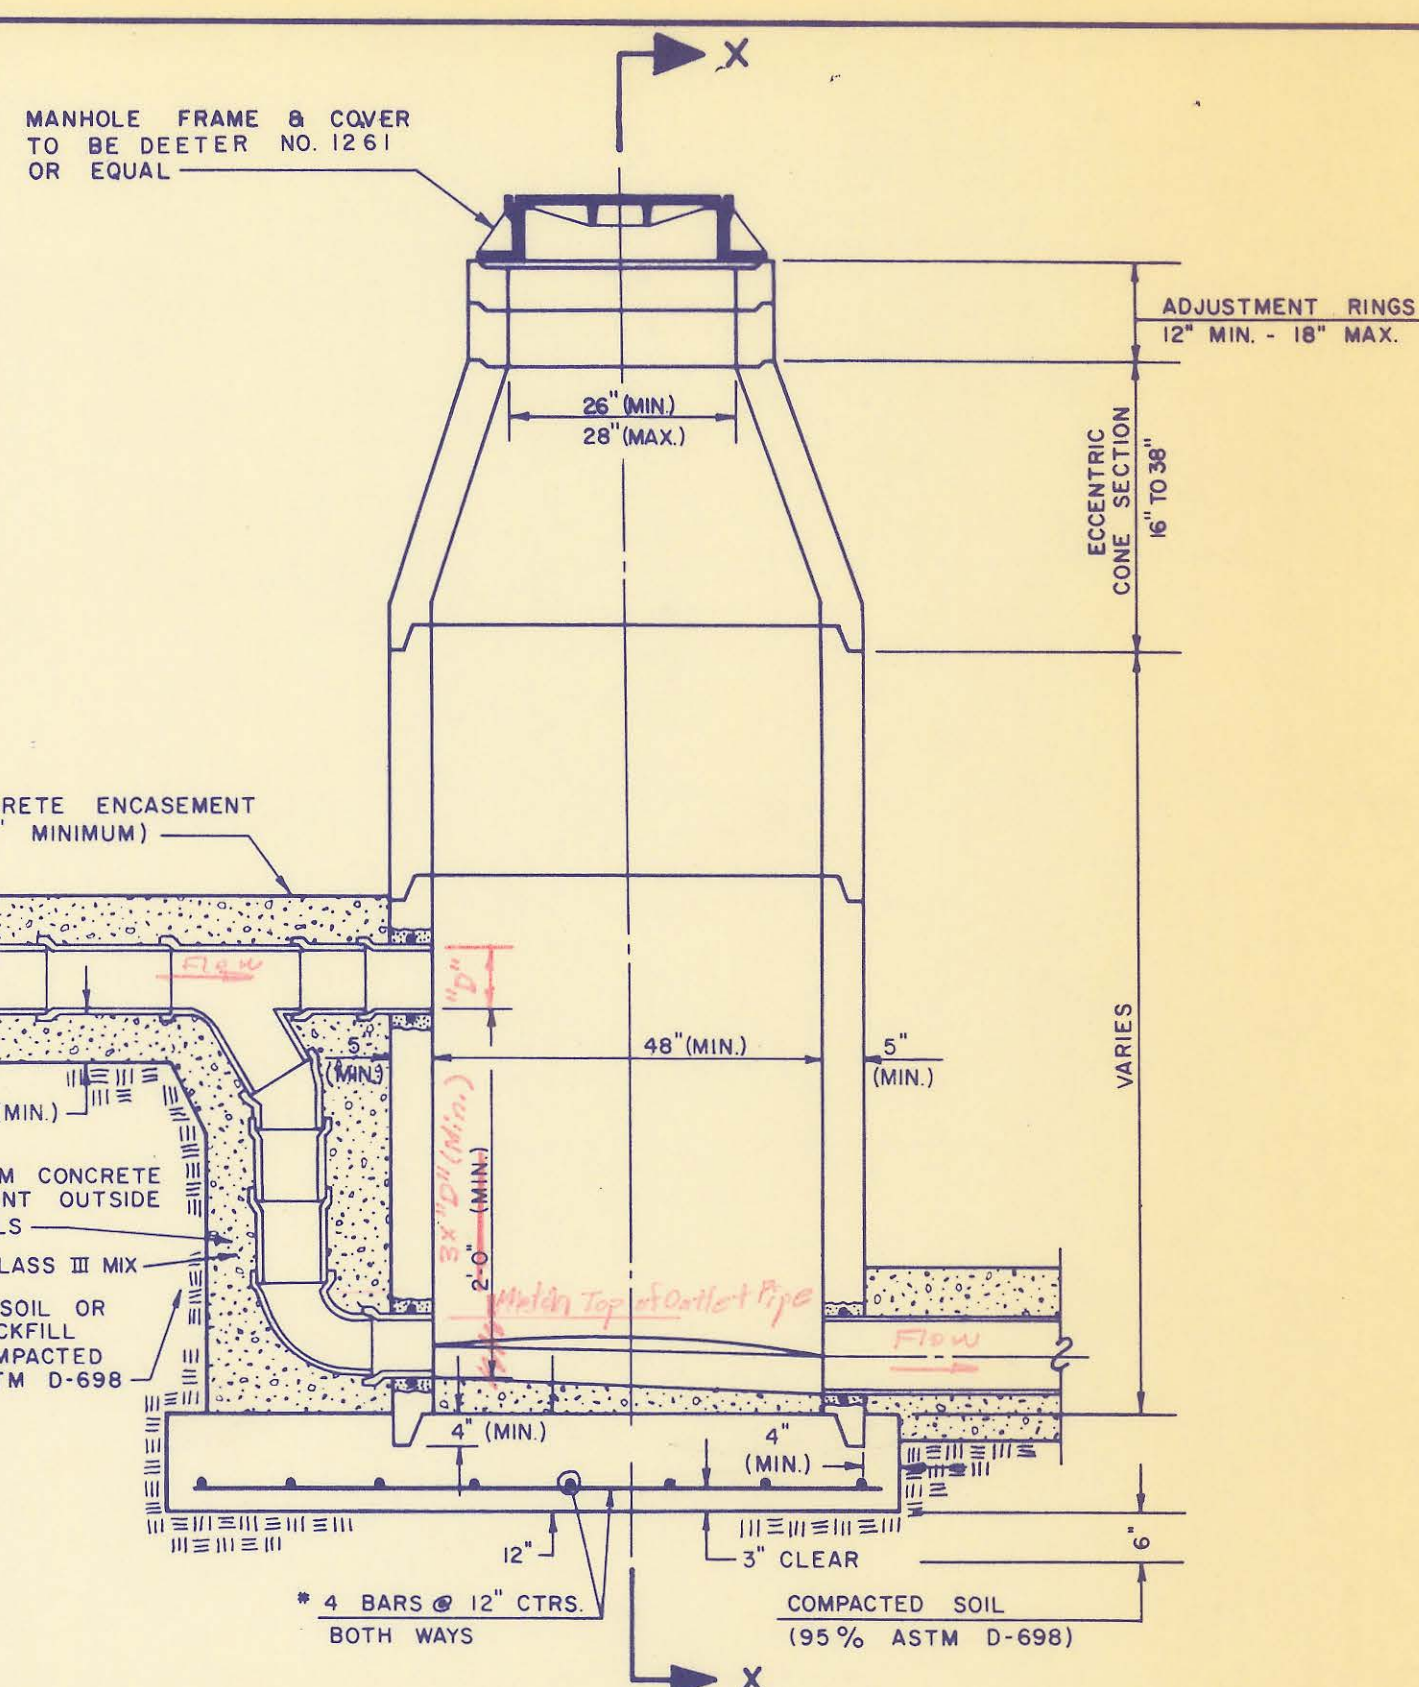 X
MANHOLE FRAME & COVER
TO BE DEETER NO. 1261
OR EQUAL
ADJUSTMENT RINGS
12" MIN. - 18" MAX.
26" (MIN.)
28" (MAX.)
ECCENTRIC
CONE SECTION
16" TO 38"
RETE ENCASEMENT
" MINIMUM)
Flow
"D"
5"
(MIN.)
48" (MIN.)
5"
(MIN.)
VARIES
MIN.)
3x "D" (Min.)
2'-0" (MIN.)
M CONCRETE
NT OUTSIDE
LS
LASS III MIX
SOIL OR
CKFILL
MPACTED
TM D-698
Match Top of Outlet Pipe
Flow
4" (MIN.)
4"
(MIN.)
12"
3" CLEAR
6"
# 4 BARS @ 12" CTRS.
BOTH WAYS
COMPACTED SOIL
(95% ASTM D-698)
X